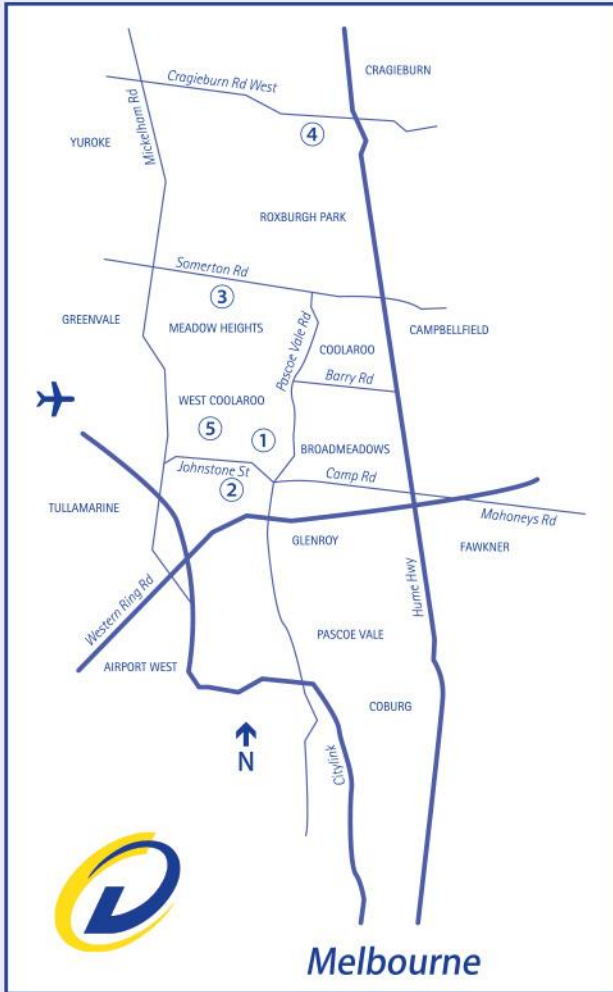 CRAGIEBURN
Cragieburn Rd West
Mickelham Rd
4
YUROKE
ROXBURGH PARK
Somerton Rd
3
GREENVALE
MEADOW HEIGHTS
Pascoe Vale Rd
CAMPBELLFIELD
COOLAROO
Barry Rd
WEST COOLAROO
5
1
BROADMEADOWS
Johnstone St
Camp Rd
2
TULLAMARINE
Mahoneys Rd
GLENROY
FAWKNER
Western Ring Rd
Hume Hwy
PASCOE VALE
AIRPORT WEST
COBURG
N
Citylink
D
Melbourne